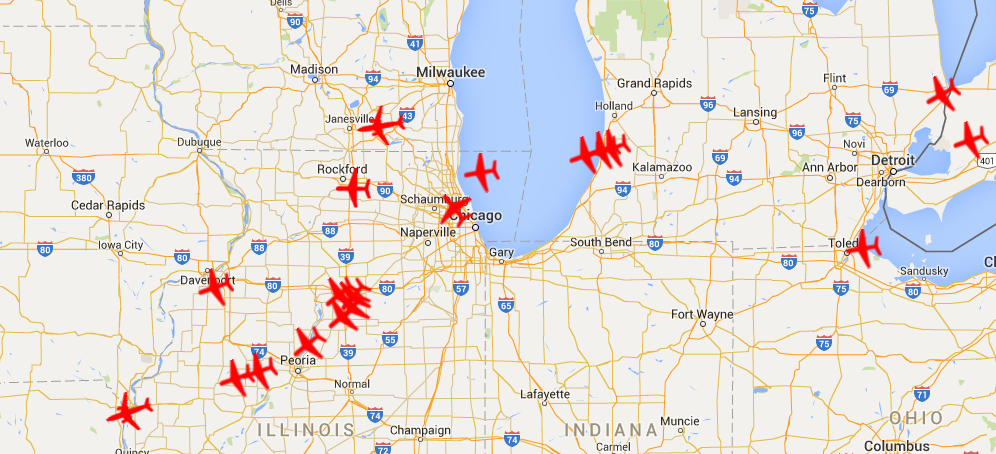 Dells
90
75
41
Madison
94
Milwaukee
Flint
69
Grand Rapids
96
Holland
Lansing
43
Janesville
75
Waterloo
Dubuque
96
Novi
Detroit
401
69
Kalamazoo
Ann Arbor
Dearborn
Rockford
380
90
94
94
Schaumburg
Cedar Rapids
Chicago
88
Naperville
80
Iowa City
88
South Bend
80
Toledo
80
39
Gary
80
Sandusky
Davenport
80
80
57
75
80
65
Fort Wayne
55
75
74
39
Peoria
Normal
Lafayette
71
74
OHIO
Muncie
ILLINOIS
Champaign
INDIANA
74
72
Carmel
Columbus
Quincy